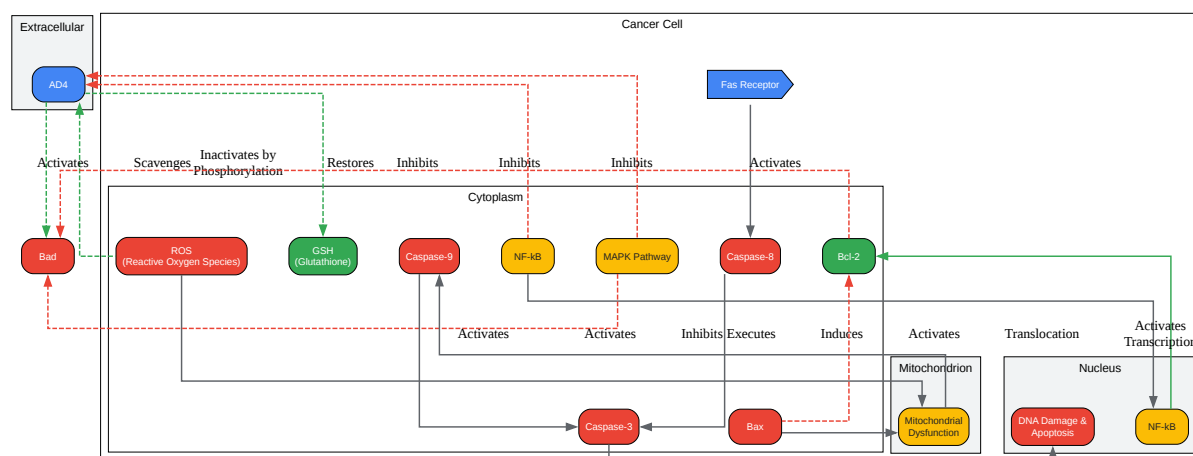 Cancer Cell
Extracellular
AD4
Fas Receptor
Activates
Scavenges
Inactivates by
Phosphorylation
Restores
Inhibits
Inhibits
Inhibits
Activates
Cytoplasm
Bad
ROS
(Reactive Oxygen Species)
GSH
(Glutathione)
Caspase-9
NF-kB
MAPK Pathway
Caspase-8
Bcl-2
Activates
Activates
Inhibits
Executes
Induces
Activates
Translocation
Activates
Transcription
Mitochondrion
Nucleus
Caspase-3
Bax
Mitochondrial
Dysfunction
DNA Damage &
Apoptosis
NF-kB